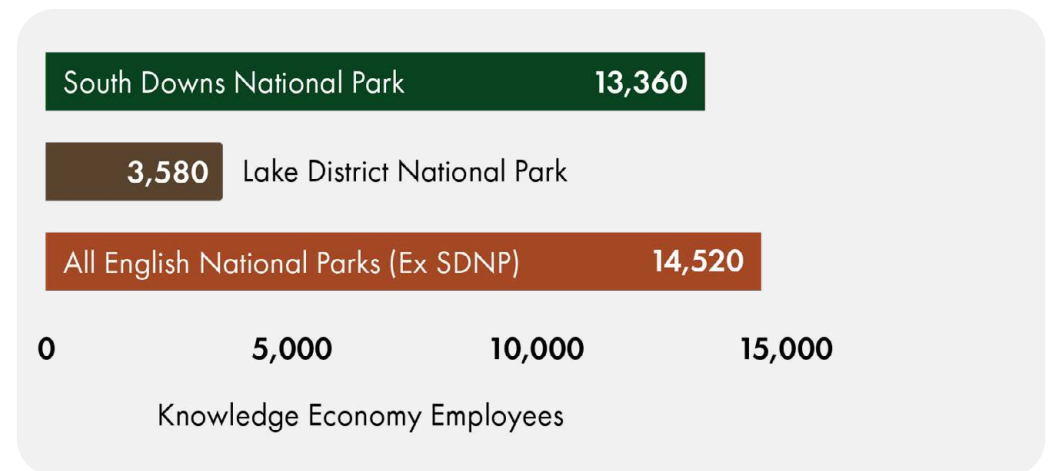 South Downs National Park 13,360
3,580 Lake District National Park
All English National Parks (Ex SDNP) 14,520
0 5,000 10,000 15,000
Knowledge Economy Employees